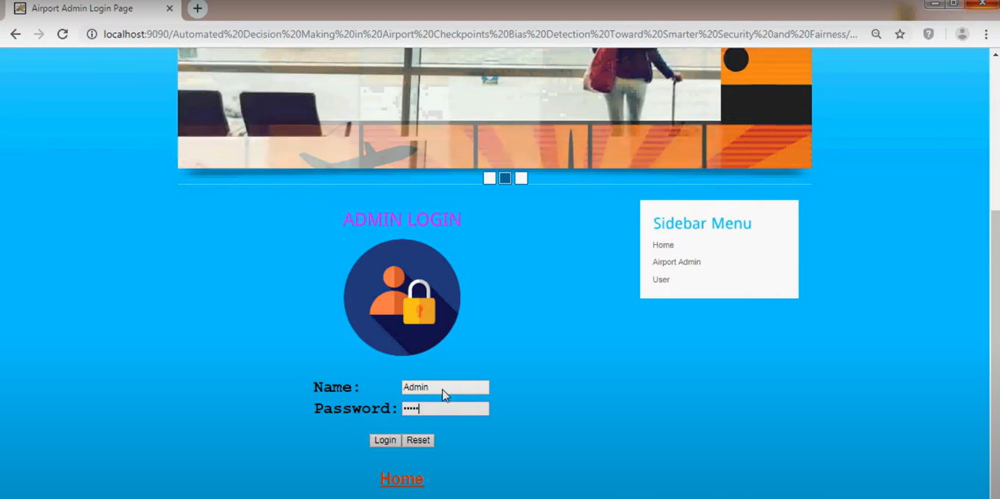 Airport Admin Login Page
localhost:9090/Automated%20Decision%20Making%20in%20Airport%20Checkpoints%20Bias%20Detection%20Toward%20Smarter%20Security%20and%20Fairness/...
ADMIN LOGIN
Sidebar Menu
Home
Airport Admin
User
Name:
Admin
Password:
•••••
Login
Reset
Home